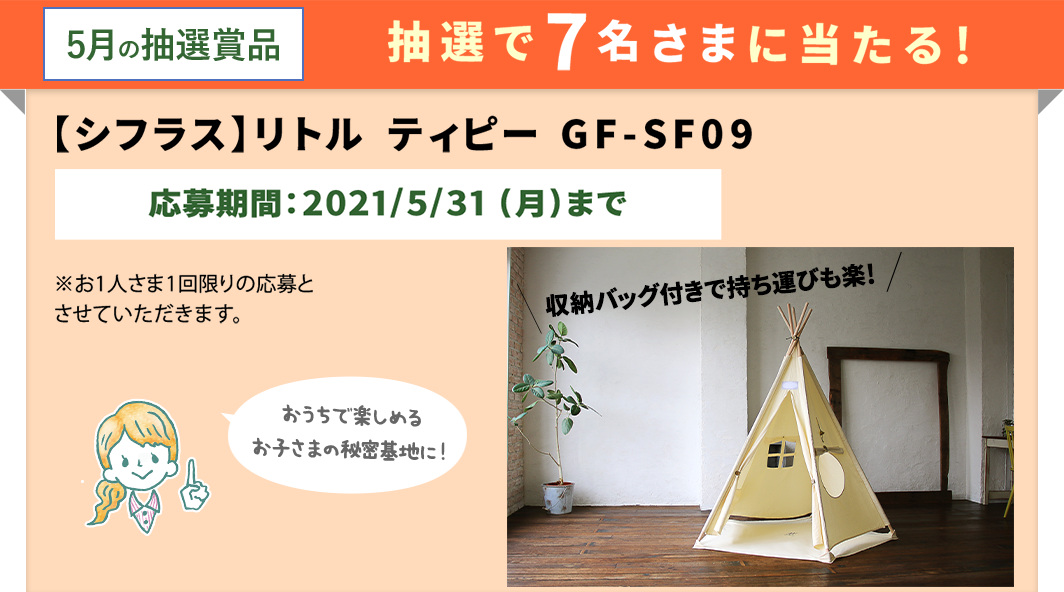 5月の抽選賞品
抽選で7名さまに当たる!
【シフラス】リトル ティピー GF-SF09
応募期間：2021/5/31（月）まで
※お1人さま1回限りの応募と
させていただきます。
収納バッグ付きで持ち運びも楽!
おうちで楽しめる
お子さまの秘密基地に!